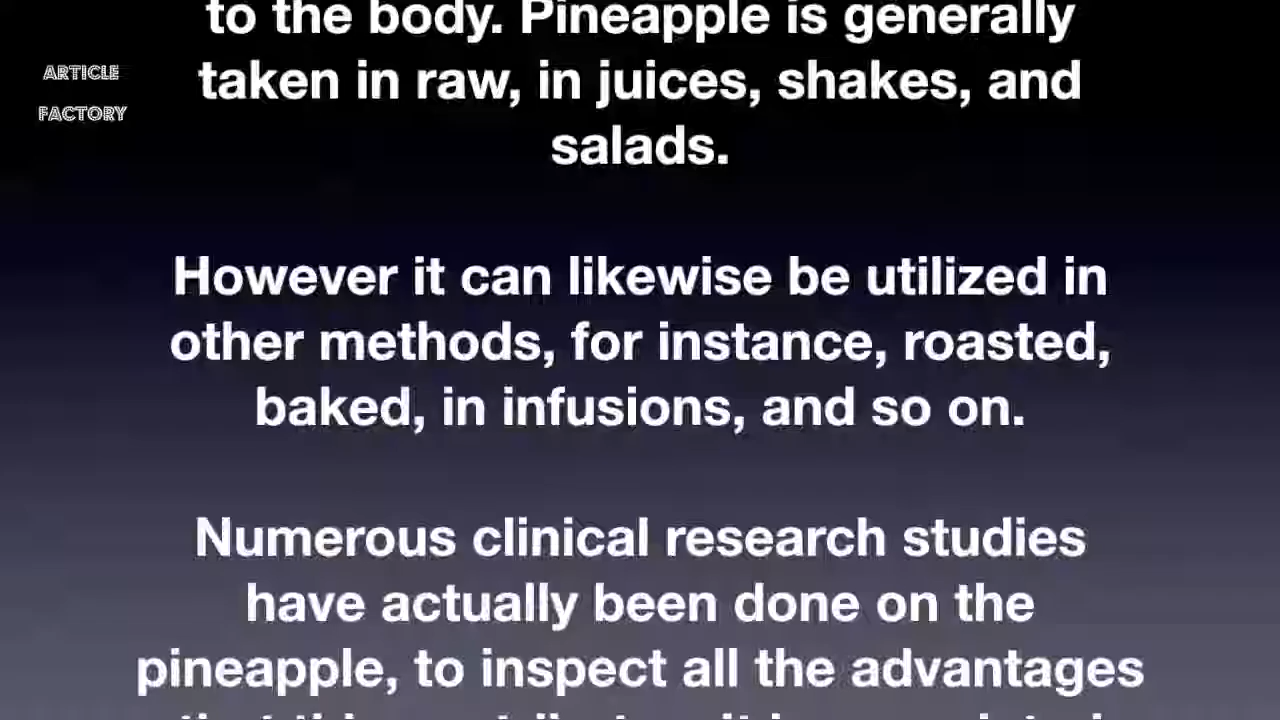 to the body. Pineapple is generally
ARTICLE
FACTORY
taken in raw, in juices, shakes, and
salads.
However it can likewise be utilized in
other methods, for instance, roasted,
baked, in infusions, and so on.
Numerous clinical research studies
have actually been done on the
pineapple, to inspect all the advantages